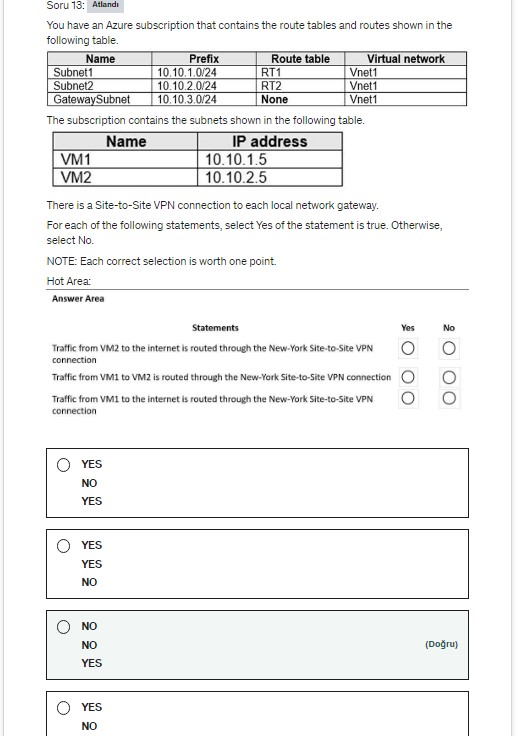 Soru 13: Atlandı
You have an Azure subscription that contains the route tables and routes shown in the
following table.
Name Prefix Route table Virtual network
Subnet1 10.10.1.0/24 RT1 Vnet1
Subnet2 10.10.2.0/24 RT2 Vnet1
GatewaySubnet 10.10.3.0/24 None Vnet1
The subscription contains the subnets shown in the following table.
Name IP address
VM1 10.10.1.5
VM2 10.10.2.5
There is a Site-to-Site VPN connection to each local network gateway.
For each of the following statements, select Yes of the statement is true. Otherwise,
select No.
NOTE: Each correct selection is worth one point.
Hot Area:
Answer Area
Statements Yes No
Traffic from VM2 to the internet is routed through the New-York Site-to-Site VPN
connection
Traffic from VM1 to VM2 is routed through the New-York Site-to-Site VPN connection
Traffic from VM1 to the internet is routed through the New-York Site-to-Site VPN
connection
YES
NO
YES
YES
YES
NO
NO
NO (Doğru)
YES
YES
NO